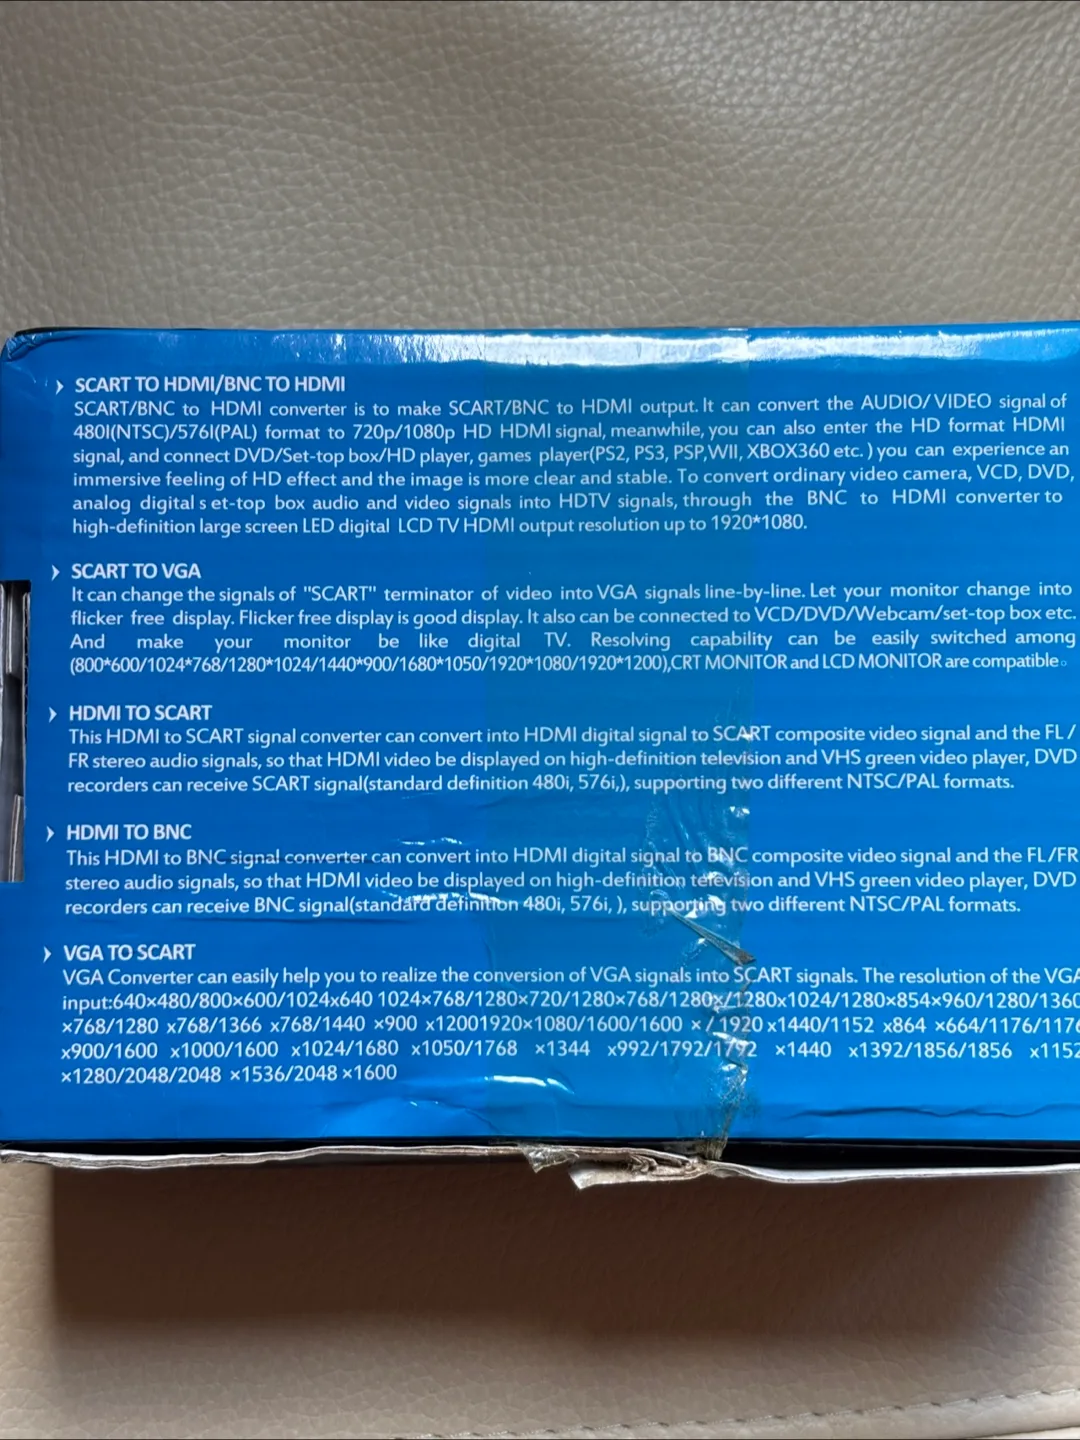 › SCART TO HDMI/BNC TO HDMI
SCART/BNC to HDMI converter is to make SCART/BNC to HDMI output. It can convert the AUDIO/VIDEO signal of
480I(NTSC)/576I(PAL) format to 720p/1080p HD HDMI signal, meanwhile, you can also enter the HD format HDMI
signal, and connect DVD/Set-top box/HD player, games player(PS2, PS3, PSP,WII, XBOX360 etc. ) you can experience an
immersive feeling of HD effect and the image is more clear and stable. To convert ordinary video camera, VCD, DVD,
analog digital s et-top box audio and video signals into HDTV signals, through the BNC to HDMI converter to
high-definition large screen LED digital LCD TV HDMI output resolution up to 1920*1080.
› SCART TO VGA
It can change the signals of "SCART" terminator of video into VGA signals line-by-line. Let your monitor change into
flicker free display. Flicker free display is good display. It also can be connected to VCD/DVD/Webcam/set-top box etc.
And make your monitor be like digital TV. Resolving capability can be easily switched among
(800*600/1024*768/1280*1024/1440*900/1680*1050/1920*1080/1920*1200),CRT MONITOR and LCD MONITOR are compatible。
› HDMI TO SCART
This HDMI to SCART signal converter can convert into HDMI digital signal to SCART composite video signal and the FL /
FR stereo audio signals, so that HDMI video be displayed on high-definition television and VHS green video player, DVD
recorders can receive SCART signal(standard definition 480i, 576i,), supporting two different NTSC/PAL formats.
› HDMI TO BNC
This HDMI to BNC signal converter can convert into HDMI digital signal to BNC composite video signal and the FL/FR
stereo audio signals, so that HDMI video be displayed on high-definition television and VHS green video player, DVD
recorders can receive BNC signal(standard definition 480i, 576i, ), supporting two different NTSC/PAL formats.
› VGA TO SCART
VGA Converter can easily help you to realize the conversion of VGA signals into SCART signals. The resolution of the VGA
input:640×480/800×600/1024x640 1024×768/1280×720/1280×768/1280x/1280x1024/1280×854×960/1280/1360
×768/1280 x768/1366 x768/1440 ×900 x12001920×1080/1600/1600 × / 1920 x1440/1152 x864 ×664/1176/1176
x900/1600 x1000/1600 x1024/1680 x1050/1768 ×1344 x992/1792/1792 ×1440 x1392/1856/1856 x1152
×1280/2048/2048 ×1536/2048 ×1600